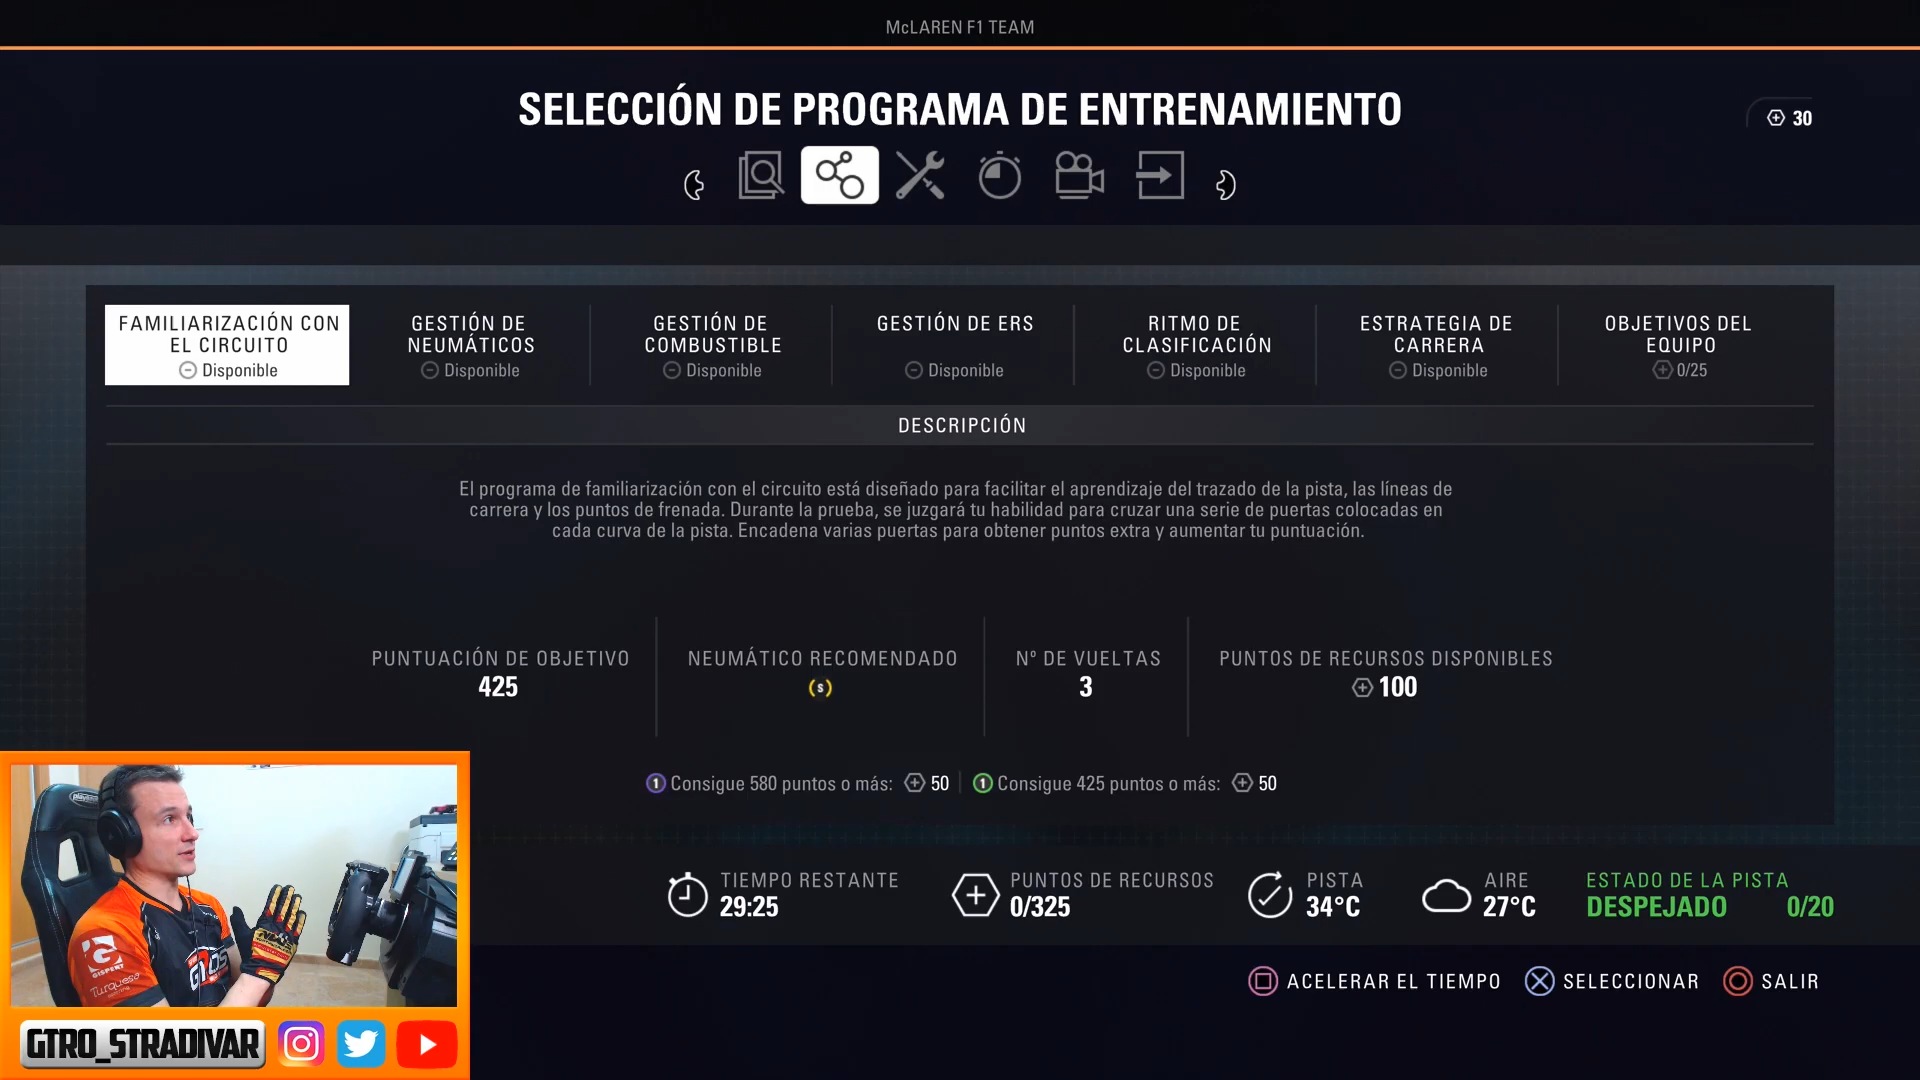 McLAREN F1 TEAM
SELECCIÓN DE PROGRAMA DE ENTRENAMIENTO
30
FAMILIARIZACIÓN CON
EL CIRCUITO
Disponible
GESTIÓN DE
NEUMÁTICOS
Disponible
GESTIÓN DE
COMBUSTIBLE
Disponible
GESTIÓN DE ERS
Disponible
RITMO DE
CLASIFICACIÓN
Disponible
ESTRATEGIA DE
CARRERA
Disponible
OBJETIVOS DEL
EQUIPO
0/25
DESCRIPCIÓN
El programa de familiarización con el circuito está diseñado para facilitar el aprendizaje del trazado de la pista, las líneas de
carrera y los puntos de frenada. Durante la prueba, se juzgará tu habilidad para cruzar una serie de puertas colocadas en
cada curva de la pista. Encadena varias puertas para obtener puntos extra y aumentar tu puntuación.
PUNTUACIÓN DE OBJETIVO
425
NEUMÁTICO RECOMENDADO
S
Nº DE VUELTAS
3
PUNTOS DE RECURSOS DISPONIBLES
100
1 Consigue 580 puntos o más: 50
1 Consigue 425 puntos o más: 50
TIEMPO RESTANTE
29:25
PUNTOS DE RECURSOS
0/325
PISTA
34°C
AIRE
27°C
ESTADO DE LA PISTA
DESPEJADO 0/20
ACELERAR EL TIEMPO
SELECCIONAR
SALIR
GISPERT
Turquesa
GTRO_STRADIVAR